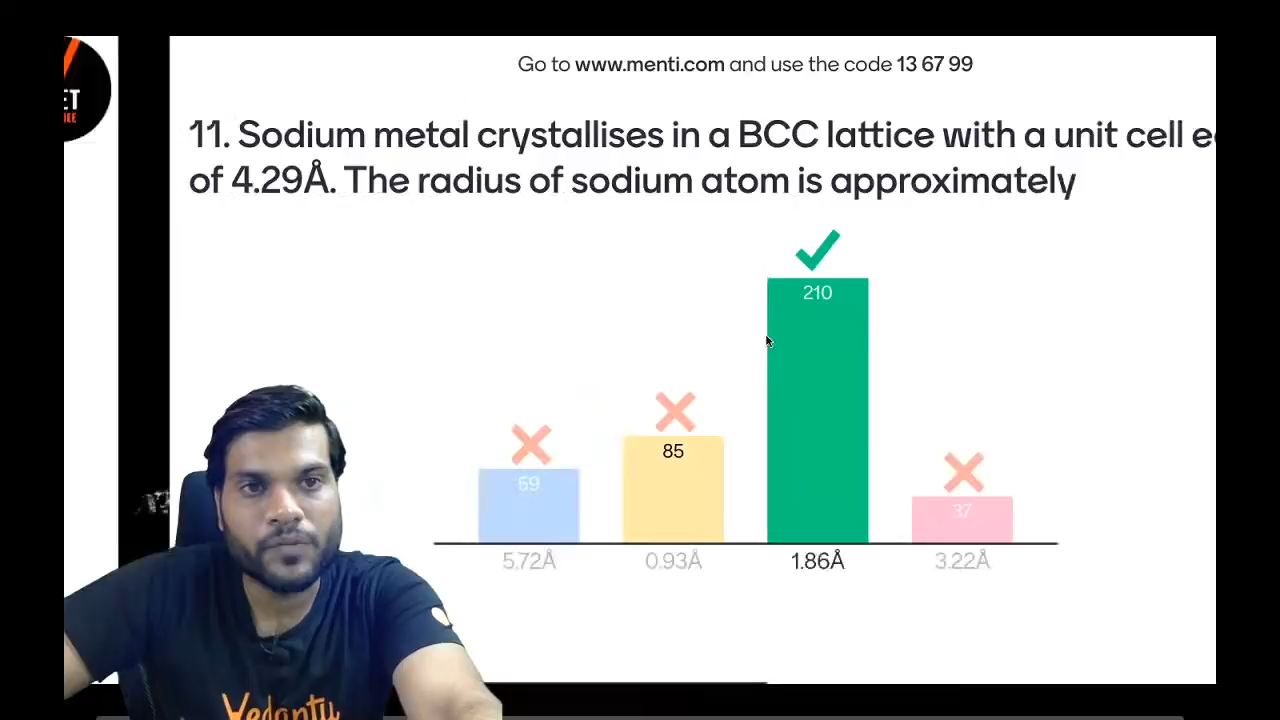 Go to www.menti.com and use the code 13 67 99
ET
11. Sodium metal crystallises in a BCC lattice with a unit cell e
of 4.29Å. The radius of sodium atom is approximately
210
85
59
37
5.72Å 0.93Å 1.86Å 3.22Å
Vedantu